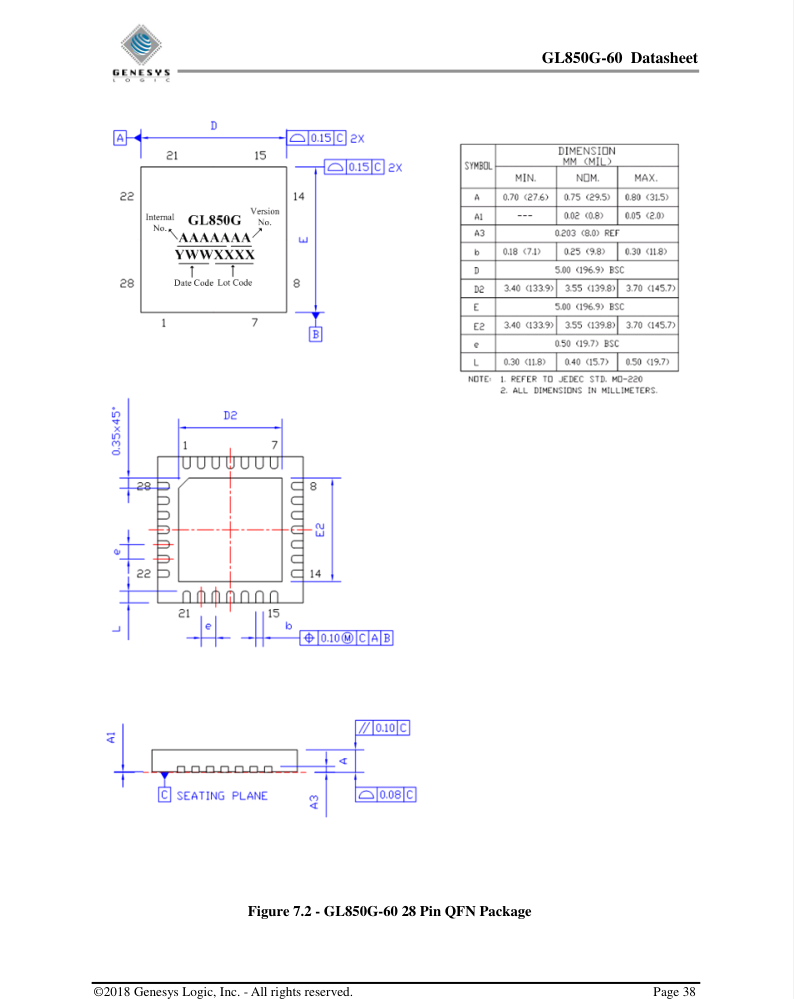 GENESYS
LOGIC
GL850G-60 Datasheet
D
A
0.15 C 2X
0.15 C 2X
21 15
22
14
Internal
No.
Version
No.
GL850G
AAAAAAA
YWWXXXX
Date Code Lot Code
E
28
8
1 7
B
SYMBOL
DIMENSION
MM (MIL)
MIN. NOM. MAX.
A 0.70 (27.6) 0.75 (29.5) 0.80 (31.5)
A1 --- 0.02 (0.8) 0.05 (2.0)
A3 0.203 (8.0) REF
b 0.18 (7.1) 0.25 (9.8) 0.30 (11.8)
D 5.00 (196.9) BSC
D2 3.40 (133.9) 3.55 (139.8) 3.70 (145.7)
E 5.00 (196.9) BSC
E2 3.40 (133.9) 3.55 (139.8) 3.70 (145.7)
e 0.50 (19.7) BSC
L 0.30 (11.8) 0.40 (15.7) 0.50 (19.7)
NOTE: 1. REFER TO JEDEC STD. MO-220
2. ALL DIMENSIONS IN MILLIMETERS.
0.35x45°
D2
1 7
28
8
E2
e
22
14
21 15
L
e
b
0.10 Ⓜ C A B
A1
// 0.10 C
A
C SEATING PLANE
A3
0.08 C
Figure 7.2 - GL850G-60 28 Pin QFN Package
©2018 Genesys Logic, Inc. - All rights reserved. Page 38